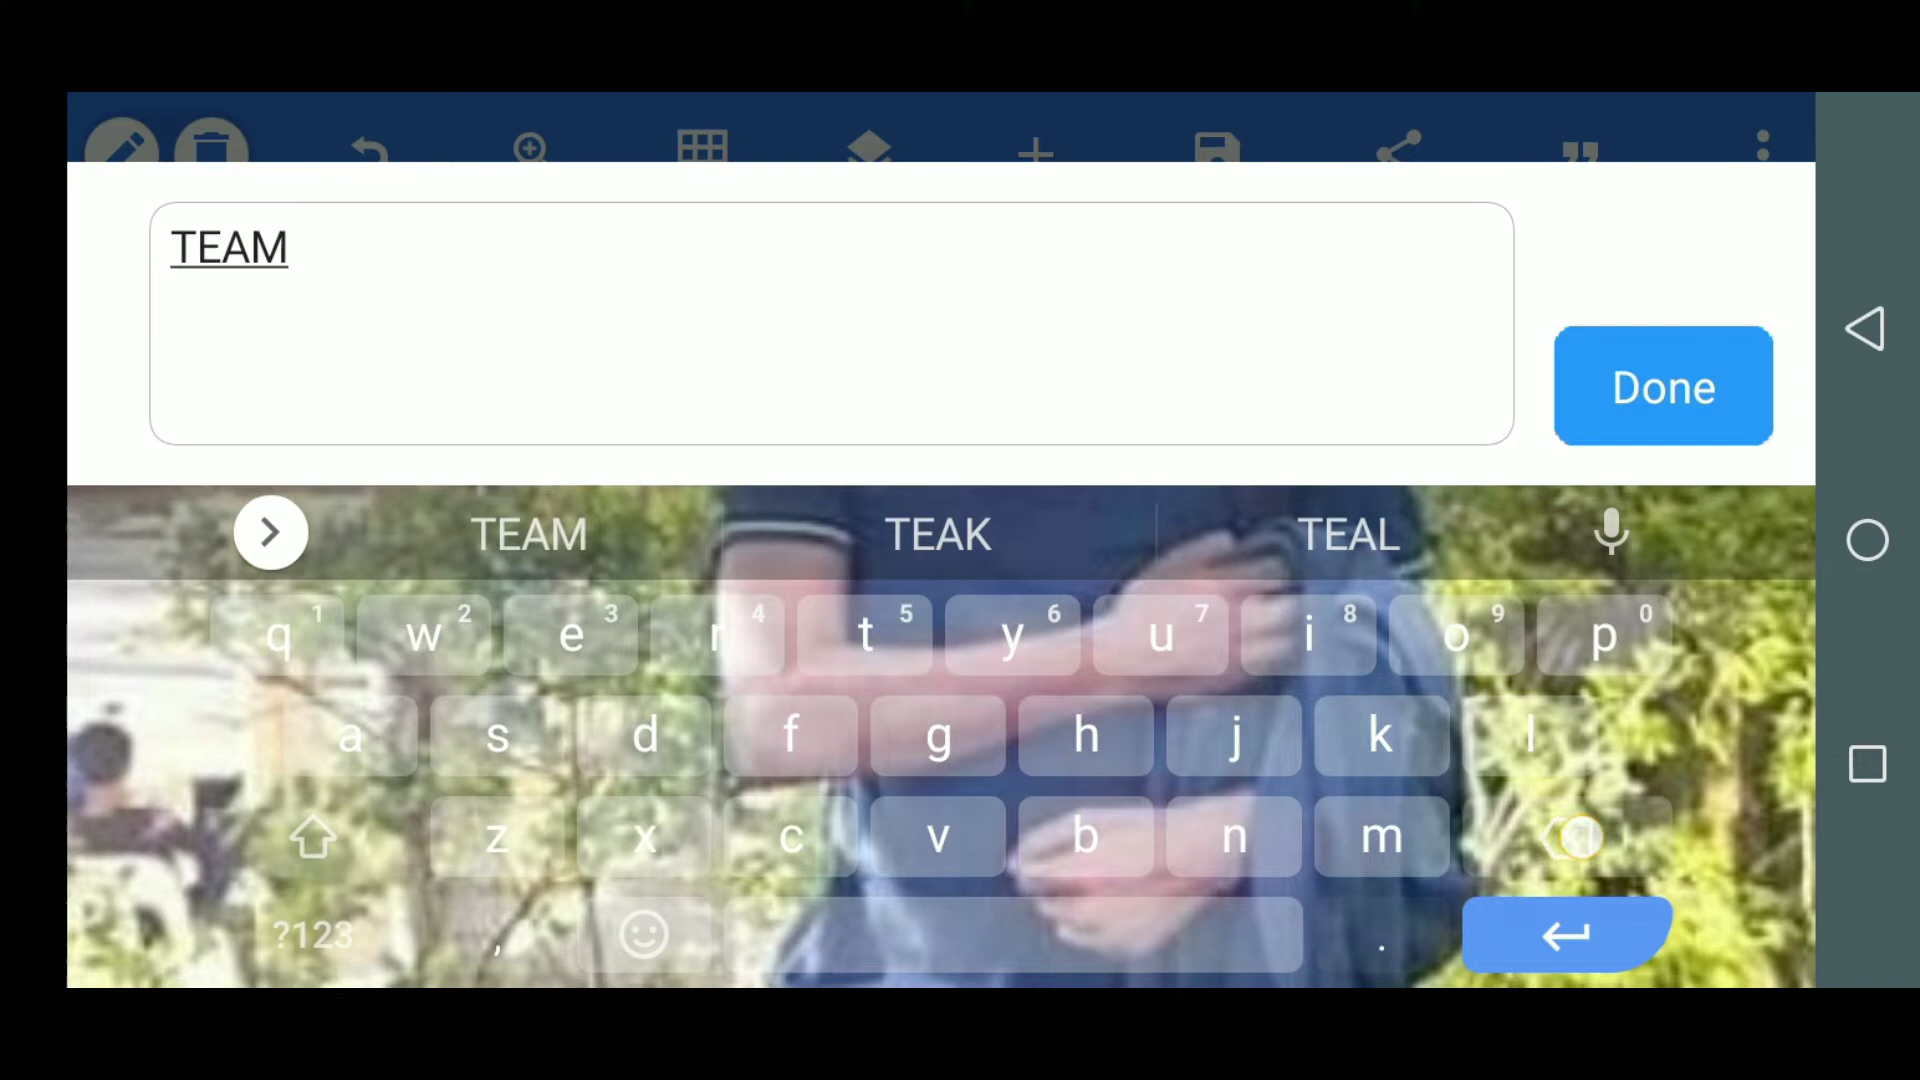 TEAM
Done
TEAM TEAK TEAL
q 1 w 2 e 3 r 4 t 5 y 6 u 7 i 8 o 9 p 0
a s d f g h j k l
z x c v b n m
?123 , .